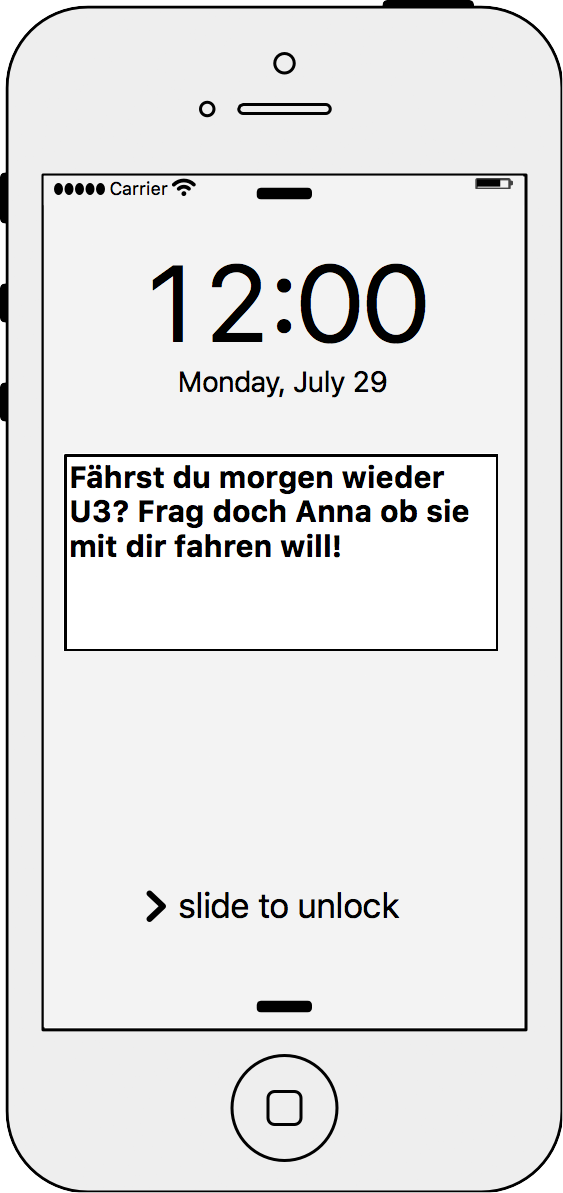 Carrier
12:00
Monday, July 29
Fährst du morgen wieder
U3? Frag doch Anna ob sie
mit dir fahren will!
slide to unlock